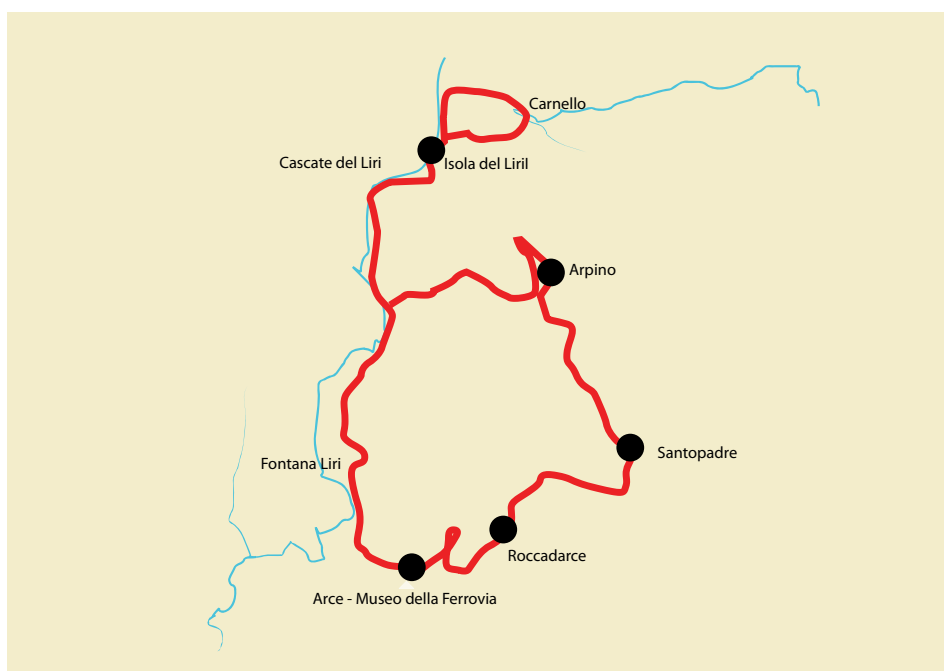 Carnello
Cascate del Liri
Isola del Liril
Arpino
Santopadre
Fontana Liri
Roccadarce
Arce - Museo della Ferrovia